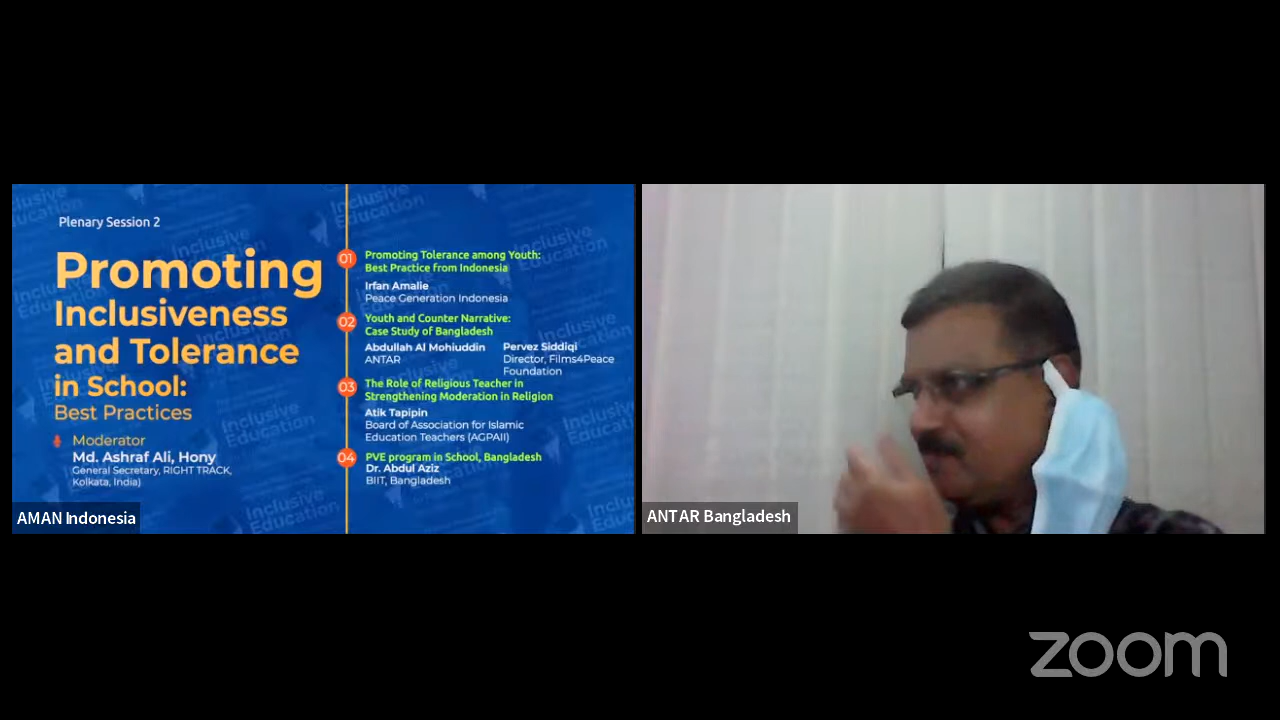 Plenary Session 2
Promoting
Inclusiveness
and Tolerance
in School:
Best Practices
Moderator
Md. Ashraf Ali, Hony
General Secretary, RIGHT TRACK,
Kolkata, India)
01
Promoting Tolerance among Youth:
Best Practice from Indonesia
Irfan Amalie
Peace Generation Indonesia
02
Youth and Counter Narrative:
Case Study of Bangladesh
Abdullah Al Mohiuddin
ANTAR
Pervez Siddiqi
Director, Films4Peace
Foundation
03
The Role of Religious Teacher in
Strengthening Moderation in Religion
Atik Tapipin
Board of Association for Islamic
Education Teachers (AGPAII)
04
PVE program in School, Bangladesh
Dr. Abdul Aziz
BIIT, Bangladesh
Inclusive
Education
AMAN Indonesia
ANTAR Bangladesh
zoom